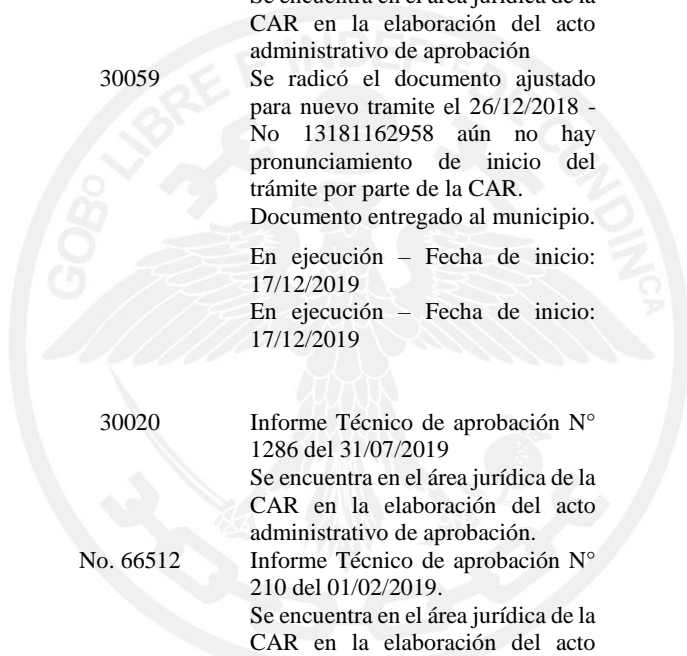 Se encuentra en el área jurídica de la
CAR en la elaboración del acto
administrativo de aprobación
30059 Se radicó el documento ajustado
para nuevo tramite el 26/12/2018 -
No 13181162958 aún no hay
pronunciamiento de inicio del
trámite por parte de la CAR.
Documento entregado al municipio.
En ejecución – Fecha de inicio:
17/12/2019
En ejecución – Fecha de inicio:
17/12/2019
30020 Informe Técnico de aprobación N°
1286 del 31/07/2019
Se encuentra en el área jurídica de la
CAR en la elaboración del acto
administrativo de aprobación.
No. 66512 Informe Técnico de aprobación N°
210 del 01/02/2019.
Se encuentra en el área jurídica de la
CAR en la elaboración del acto
GOBº LIBRE E INDEPEDTE CONDINCA